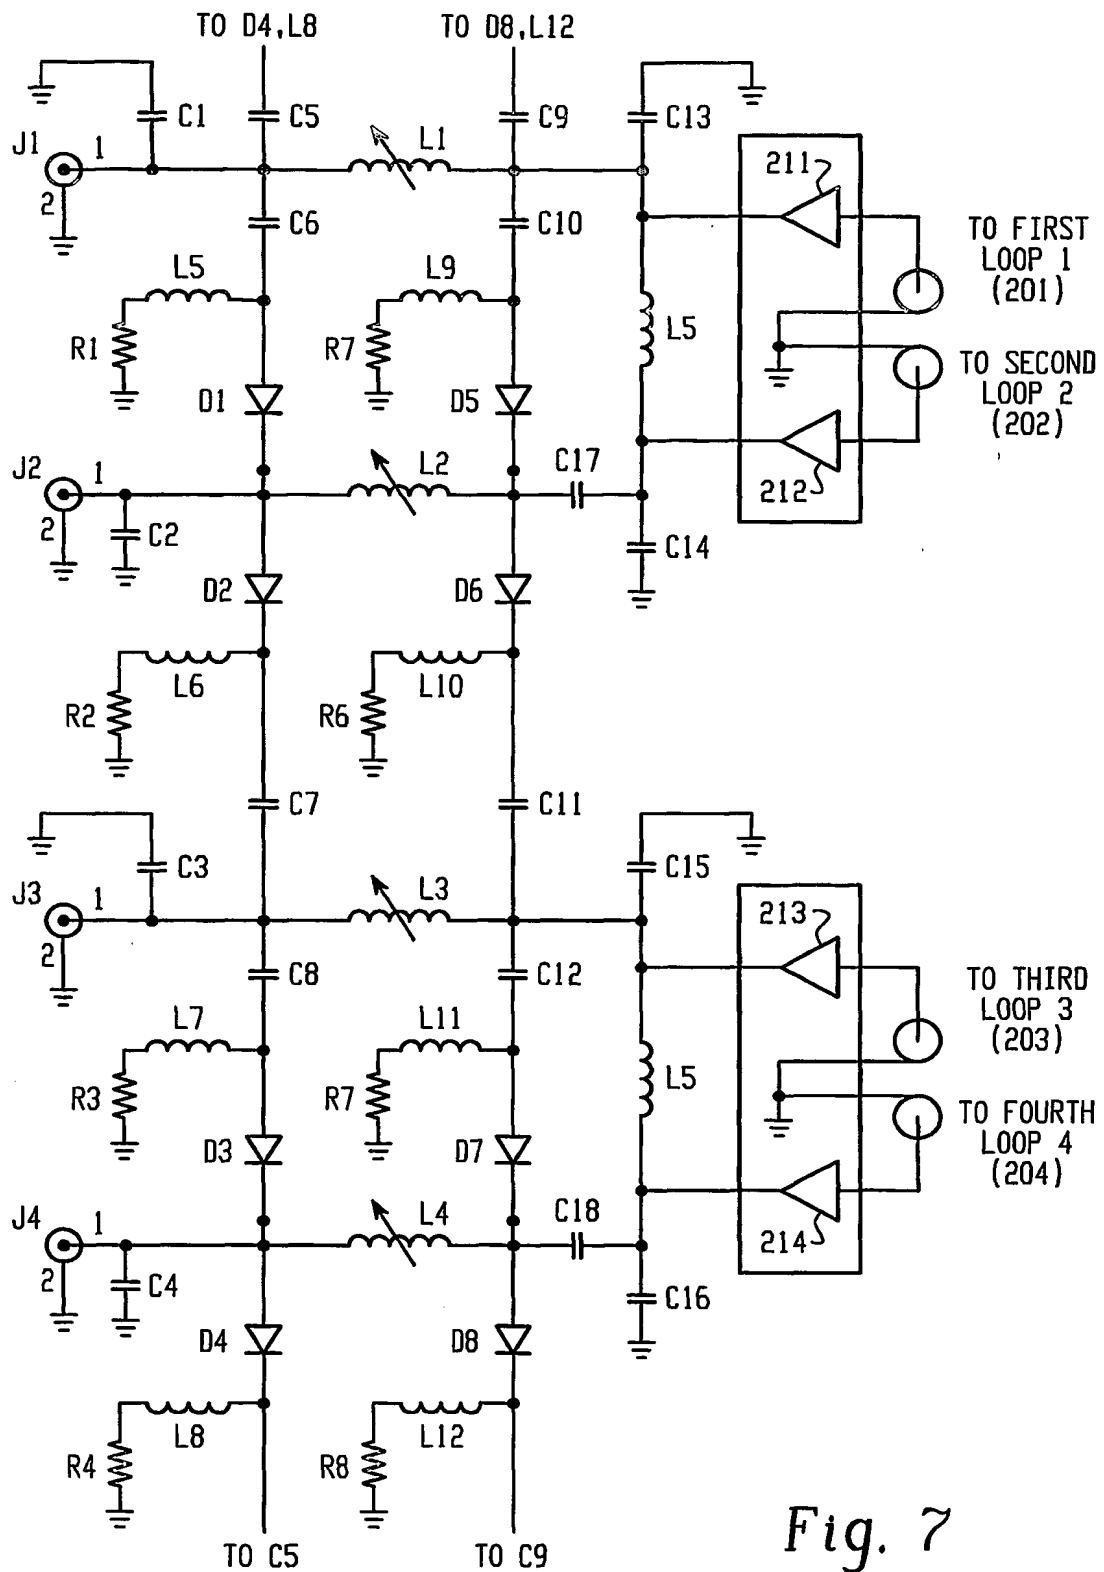 TO D4,L8
TO D8,L12
C1
C5
C9
C13
J1
1
L1
2
211
C6
C10
TO FIRST
LOOP 1
(201)
L5
L9
R1
R7
L5
TO SECOND
LOOP 2
(202)
D1
D5
J2
1
L2
C17
212
2
C2
C14
D2
D6
L6
L10
R2
R6
C7
C11
C3
C15
J3
1
L3
213
2
C8
C12
TO THIRD
LOOP 3
(203)
L7
L11
R3
R7
L5
TO FOURTH
LOOP 4
(204)
D3
D7
J4
1
L4
C18
214
2
C4
C16
D4
D8
L8
L12
R4
R8
TO C5
TO C9
Fig. 7